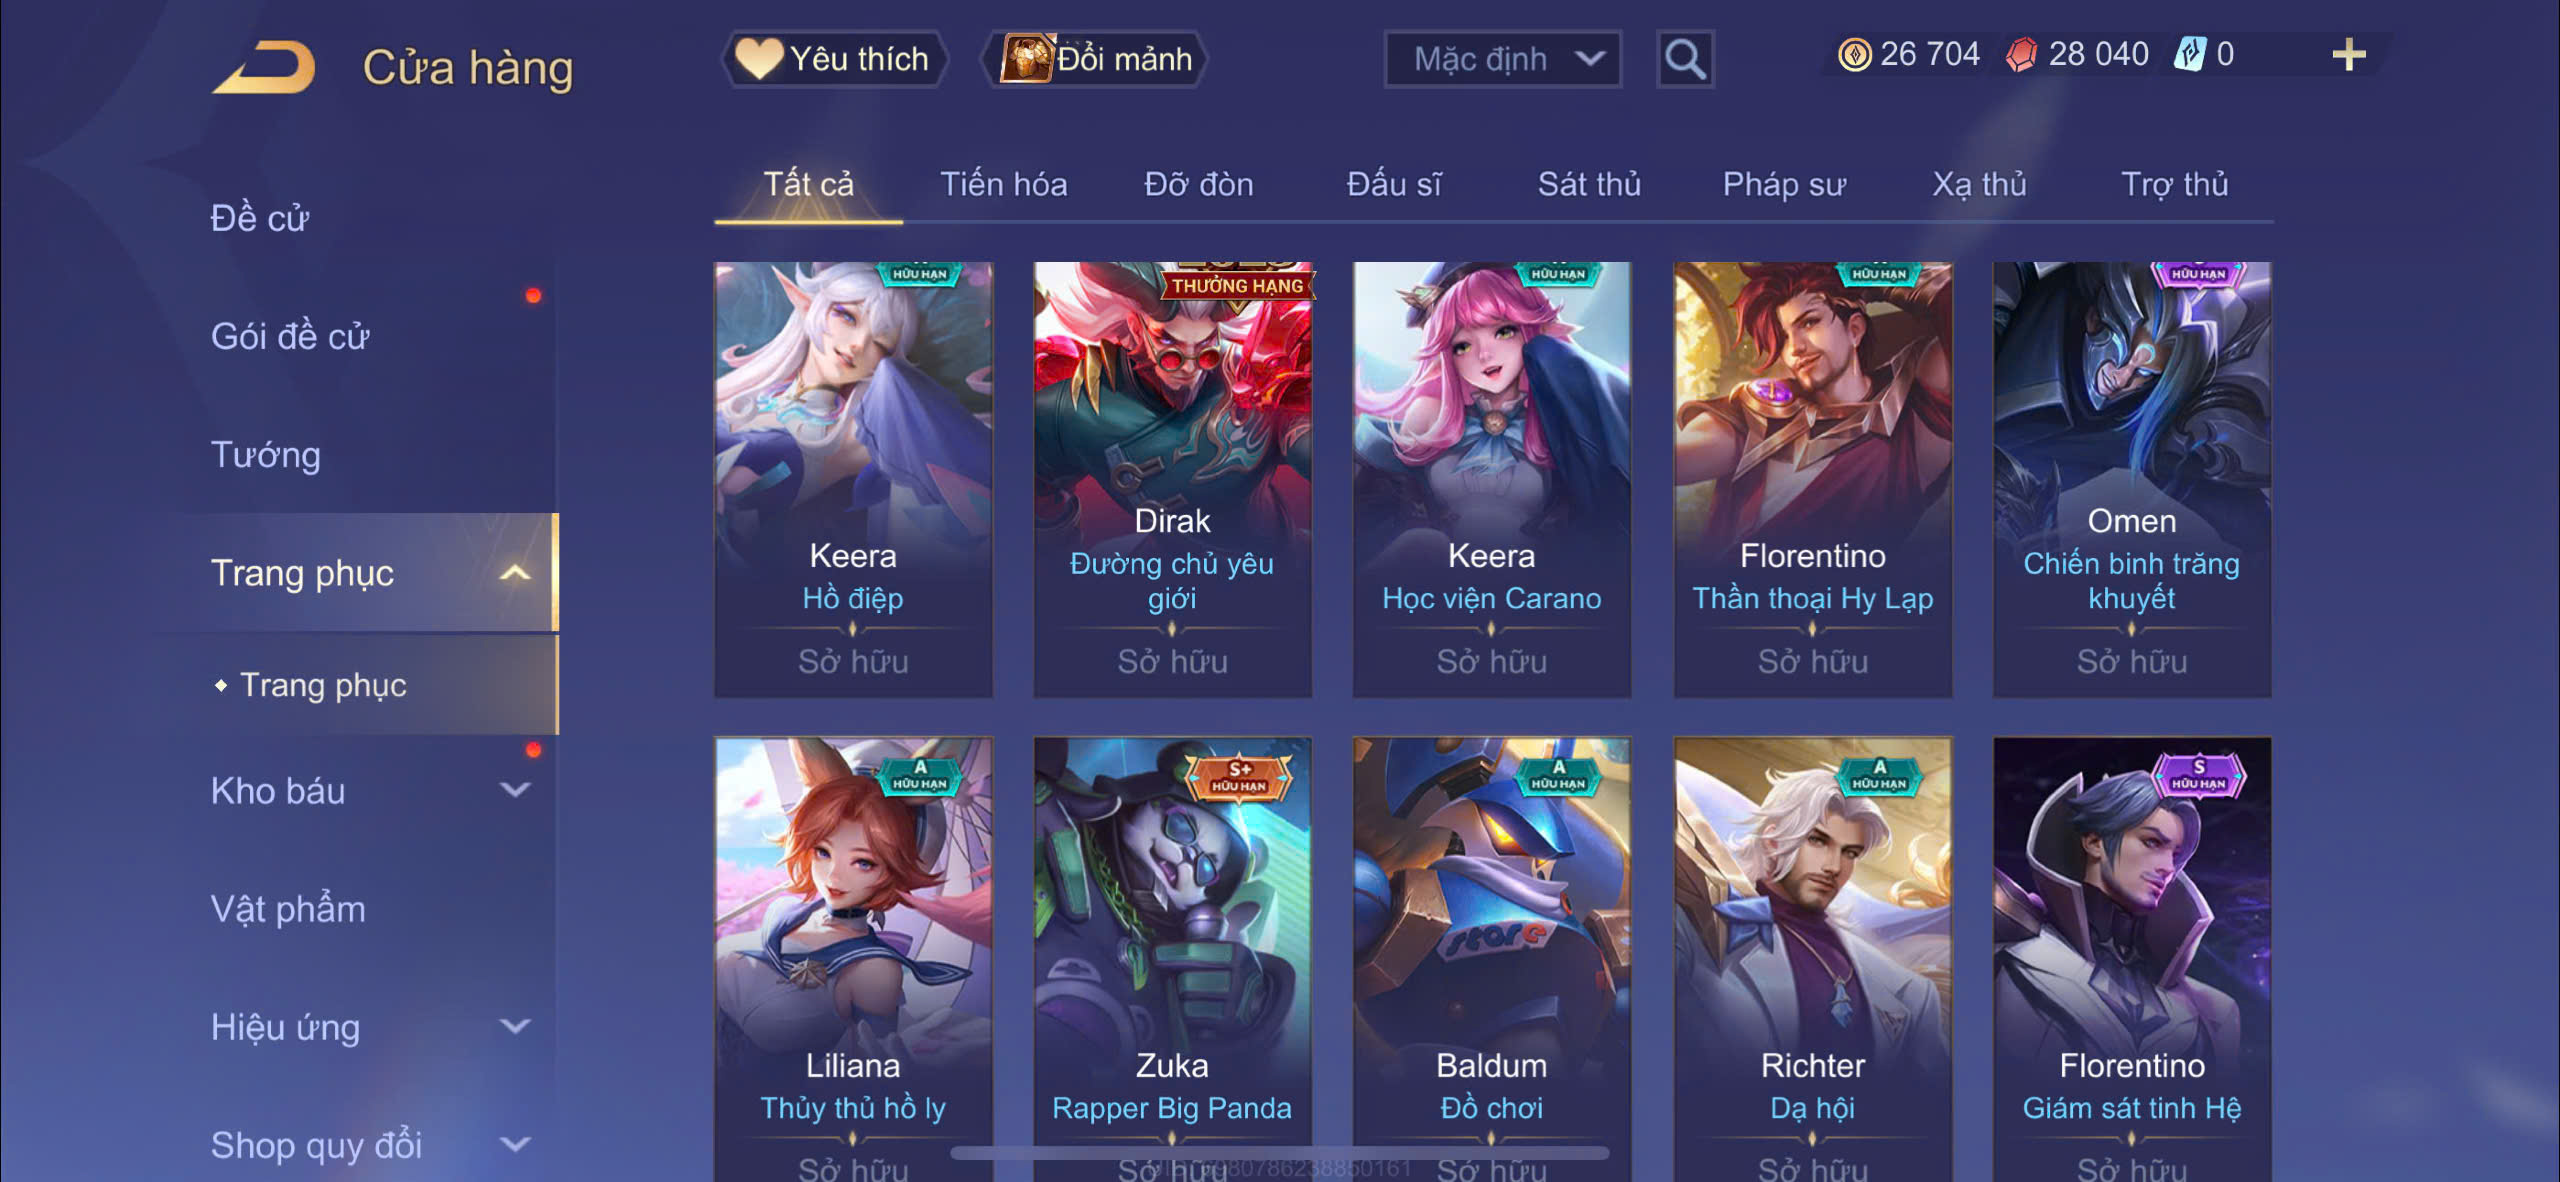 Cửa hàng
Yêu thích
Đổi mảnh
Mặc định
26 704
28 040
0
Tất cả
Tiến hóa
Đỡ đòn
Đấu sĩ
Sát thủ
Pháp sư
Xạ thủ
Trợ thủ
Đề cử
Gói đề cử
Tướng
Trang phục
Trang phục
Kho báu
Vật phẩm
Hiệu ứng
Shop quy đổi
HỮU HẠN
Keera
Hồ điệp
Sở hữu
THƯỞNG HẠNG
Dirak
Đường chủ yêu
giới
Sở hữu
HỮU HẠN
Keera
Học viện Carano
Sở hữu
HỮU HẠN
Florentino
Thần thoại Hy Lạp
Sở hữu
HỮU HẠN
Omen
Chiến binh trăng
khuyết
Sở hữu
A
HỮU HẠN
Liliana
Thủy thủ hồ ly
Sở hữu
S+
HỮU HẠN
Zuka
Rapper Big Panda
Sở hữu
A
HỮU HẠN
store
Baldum
Đồ chơi
Sở hữu
A
HỮU HẠN
Richter
Dạ hội
Sở hữu
S
HỮU HẠN
Florentino
Giám sát tinh Hệ
Sở hữu